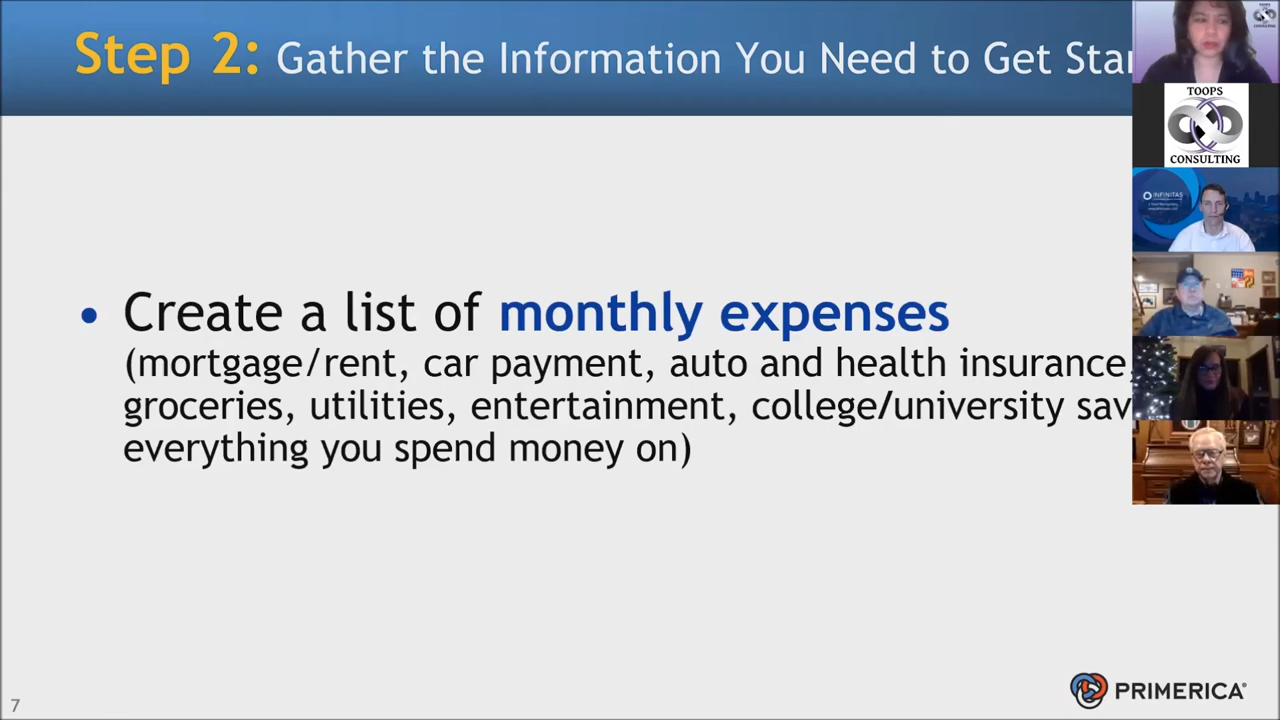 Step 2: Gather the Information You Need to Get Star
• Create a list of monthly expenses
(mortgage/rent, car payment, auto and health insurance,
groceries, utilities, entertainment, college/university sav
everything you spend money on)
TOOPS
CONSULTING
INFINITAS
7
PRIMERICA